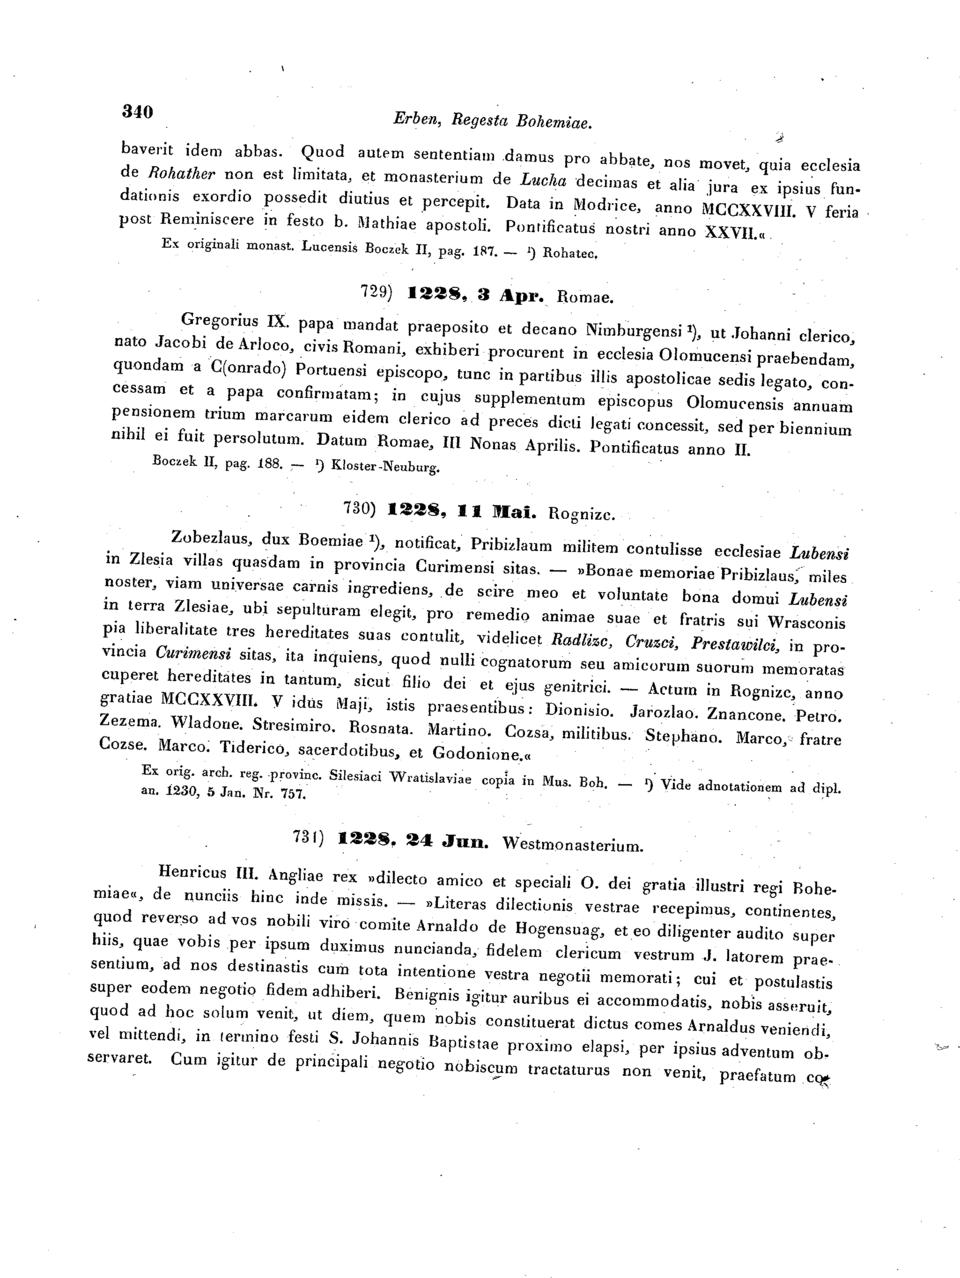 340
Erben, Regesta Bohemiae.
baverit idem abbas. Quod autem sententiam damus pro abbate, nos movet, quia ecclesia
de Rohather non est limitata, et monasterium de Lucha decimas et alia jura ex ipsius fun-
dationis exordio possedit diutius et percepit. Data in Modrice, anno MCCXXVIII. V feria
post Reminiscere in festo b. Mathiae apostoli. Pontificatus nostri anno XXVII.«
Ex originali monast. Lucensis Boczek II, pag. 187. — ¹) Rohatec.
729) 1228, 3 Apr. Romae.
Gregorius IX. papa mandat praeposito et decano Nimburgensi ¹), ut Johanni clerico,
nato Jacobi de Arloco, civis Romani, exhiberi procurent in ecclesia Olomucensi praebendam,
quondam a C(onrado) Portuensi episcopo, tunc in partibus illis apostolicae sedis legato, con-
cessam et a papa confirmatam; in cujus supplementum episcopus Olomucensis annuam
pensionem trium marcarum eidem clerico ad preces dicti legati concessit, sed per biennium
nihil ei fuit persolutum. Datum Romae, III Nonas Aprilis. Pontificatus anno II.
Boczek II, pag. 188. — ¹) Kloster-Neuburg.
730) 1228, 11 Mai. Rognizc.
Zobezlaus, dux Boemiae ¹), notificat, Pribizlaum militem contulisse ecclesiae Lubensi
in Zlesia villas quasdam in provincia Curimensi sitas. — »Bonae memoriae Pribizlaus, miles
noster, viam universae carnis ingrediens, de scire meo et voluntate bona domui Lubensi
in terra Zlesiae, ubi sepulturam elegit, pro remedio animae suae et fratris sui Wrasconis
pia liberalitate tres hereditates suas contulit, videlicet Radlizc, Cruzci, Prestawilci, in pro-
vincia Curimensi sitas, ita inquiens, quod nulli cognatorum seu amicorum suorum memoratas
cuperet hereditates in tantum, sicut filio dei et ejus genitrici. — Actum in Rognizc, anno
gratiae MCCXXVIII. V idus Maji, istis praesentibus: Dionisio. Jarozlao. Znancone. Petro.
Zezema. Wladone. Stresimiro. Rosnata. Martino. Cozsa, militibus. Stephano. Marco, fratre
Cozse. Marco. Tiderico, sacerdotibus, et Godonione.«
Ex orig. arch. reg. provinc. Silesiaci Wratislaviae copia in Mus. Boh. — ¹) Vide adnotationem ad dipl.
an. 1230, 5 Jan. Nr. 757.
731) 1228, 24 Jun. Westmonasterium.
Henricus III. Angliae rex »dilecto amico et speciali O. dei gratia illustri regi Bohe-
miae«, de nunciis hinc inde missis. — »Literas dilectionis vestrae recepimus, continentes,
quod reverso ad vos nobili viro comite Arnaldo de Hogensuag, et eo diligenter audito super
hiis, quae vobis per ipsum duximus nuncianda, fidelem clericum vestrum J. latorem prae-
sentium, ad nos destinastis cum tota intentione vestra negotii memorati; cui et postulastis
super eodem negotio fidem adhiberi. Benignis igitur auribus ei accommodatis, nobis asseruit,
quod ad hoc solum venit, ut diem, quem nobis constituerat dictus comes Arnaldus veniendi,
vel mittendi, in termino festi S. Johannis Baptistae proximo elapsi, per ipsius adventum ob-
servaret. Cum igitur de principali negotio nobiscum tractaturus non venit, praefatum